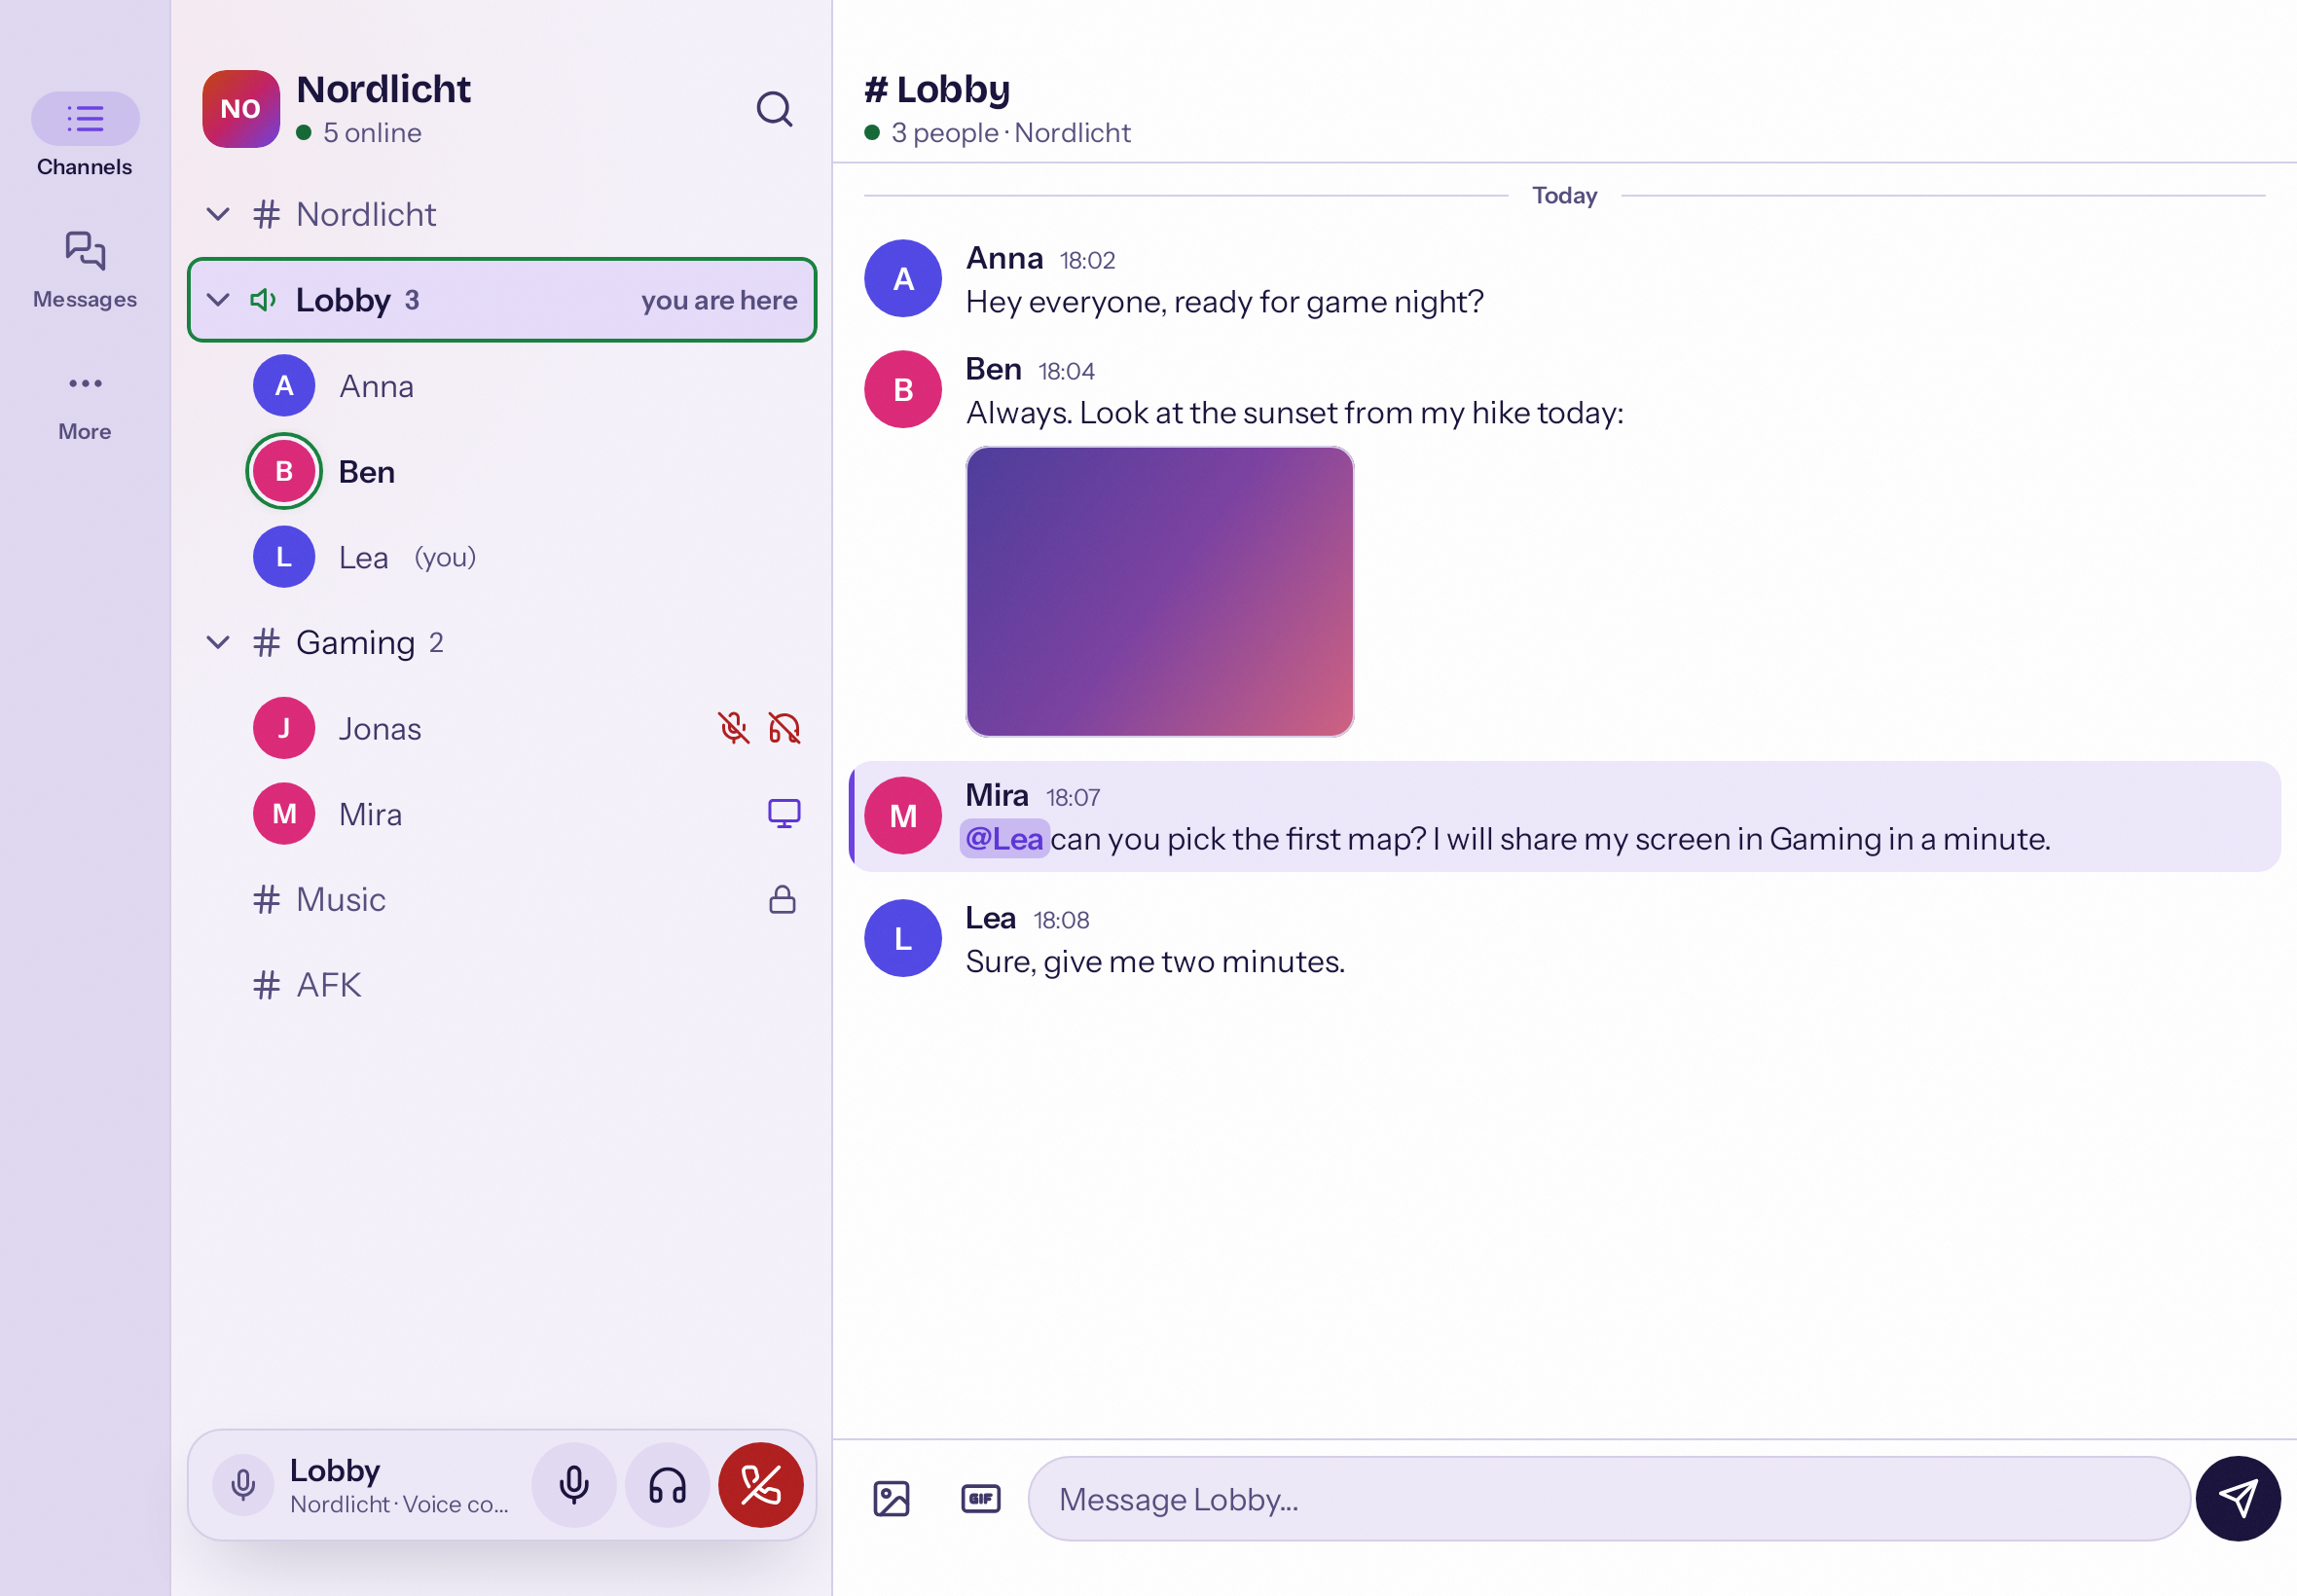 Channels
Messages
More
NO
Nordlicht
5 online
# Nordlicht
Lobby 3 you are here
A Anna
B Ben
L Lea (you)
# Gaming 2
J Jonas
M Mira
# Music
# AFK
Lobby
Nordlicht · Voice co...
# Lobby
3 people · Nordlicht
Today
A
Anna 18:02
Hey everyone, ready for game night?
B
Ben 18:04
Always. Look at the sunset from my hike today:
M
Mira 18:07
@Lea can you pick the first map? I will share my screen in Gaming in a minute.
L
Lea 18:08
Sure, give me two minutes.
GIF
Message Lobby...